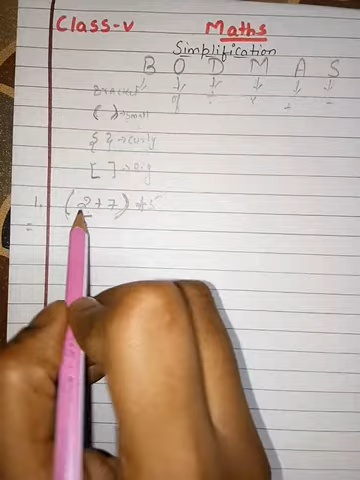 Class-v Maths
Simplification
B O D M A S
Bracket ÷ ×
( ) → small
{ } → curly
[ ] → Big
1. (2+7)
=